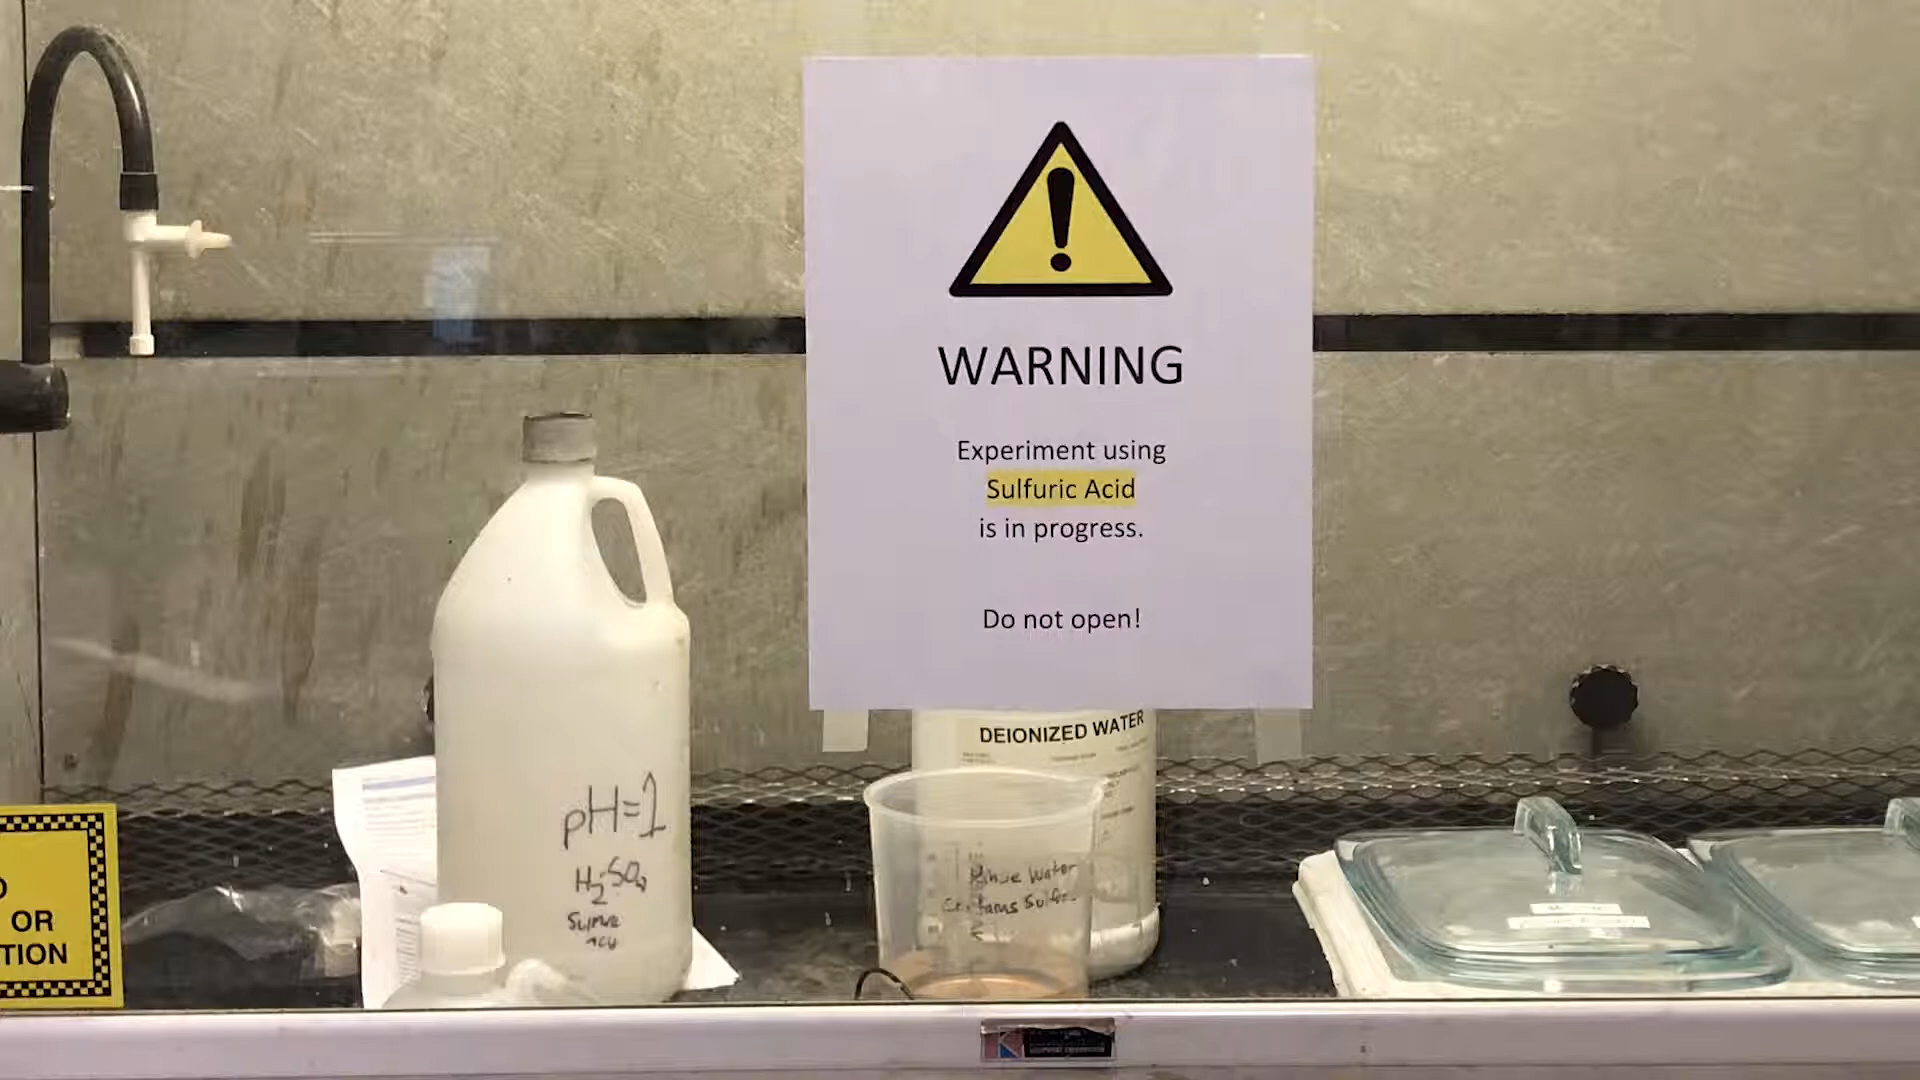 WARNING
Experiment using
Sulfuric Acid
is in progress.
Do not open!
DEIONIZED WATER
pH=1
H2SO4
Rinse Water
OR
TION